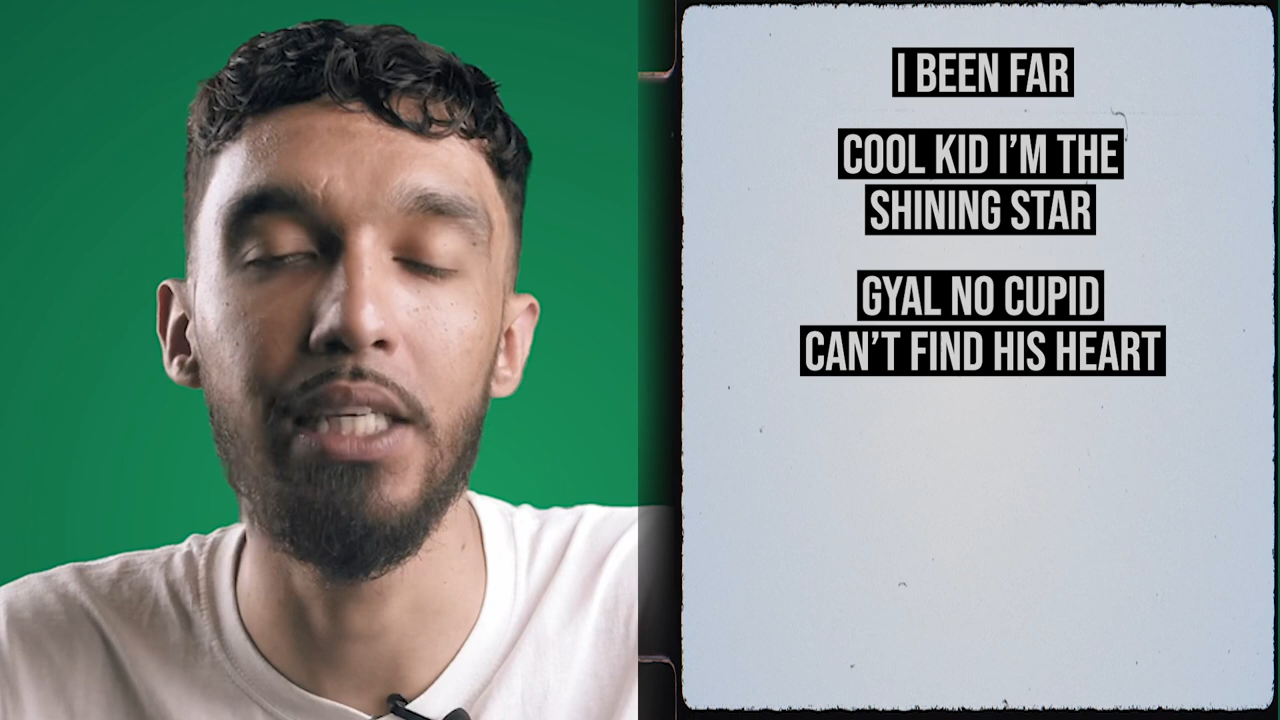 I BEEN FAR
COOL KID I’M THE
SHINING STAR
GYAL NO CUPID
CAN’T FIND HIS HEART